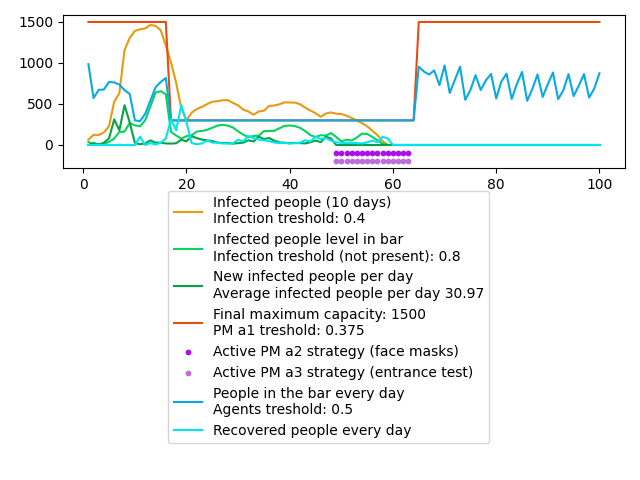 1500
1000
500
0
0 20 40 60 80 100
Infected people (10 days)
Infection treshold: 0.4
Infected people level in bar
Infection treshold (not present): 0.8
New infected people per day
Average infected people per day 30.97
Final maximum capacity: 1500
PM a1 treshold: 0.375
Active PM a2 strategy (face masks)
Active PM a3 strategy (entrance test)
People in the bar every day
Agents treshold: 0.5
Recovered people every day